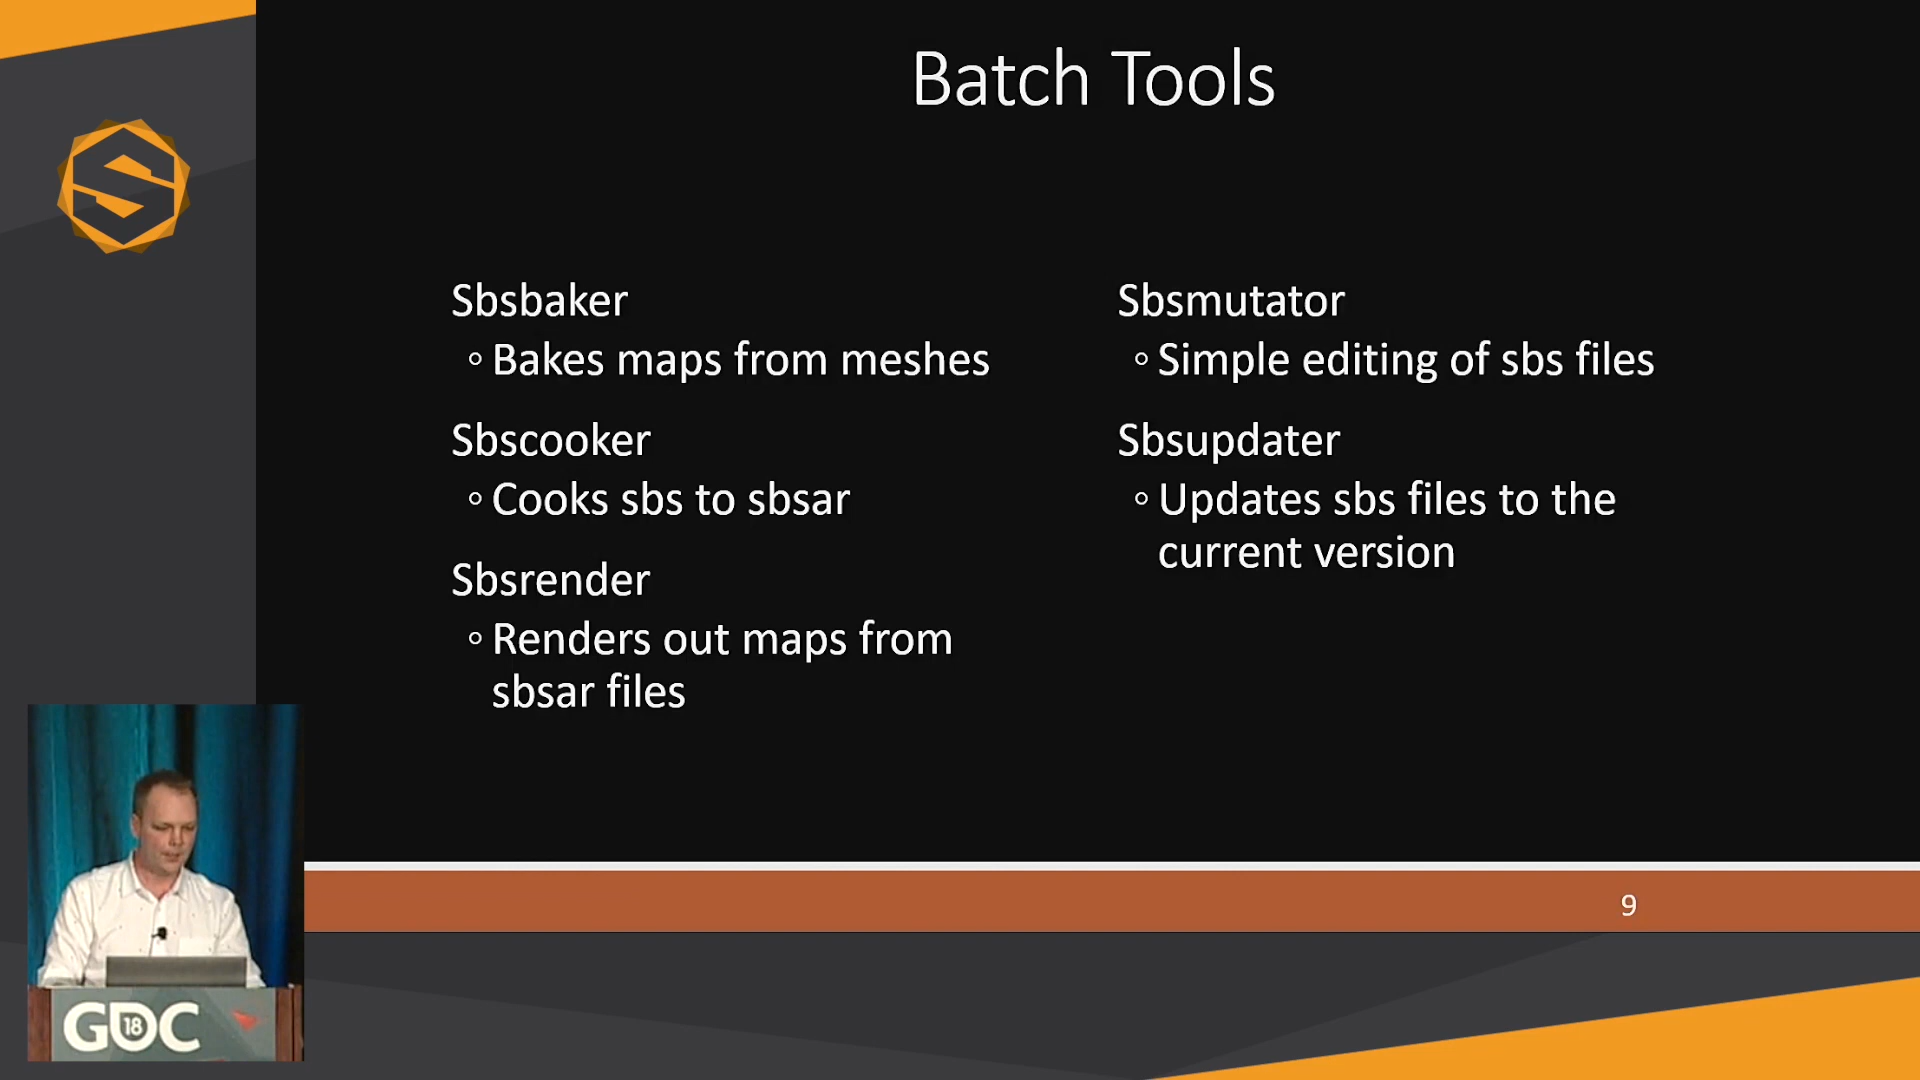 Batch Tools
Sbsbaker
◦ Bakes maps from meshes
Sbscooker
◦ Cooks sbs to sbsar
Sbsrender
◦ Renders out maps from
sbsar files
Sbsmutator
◦ Simple editing of sbs files
Sbsupdater
◦ Updates sbs files to the
current version
9
GDC
18